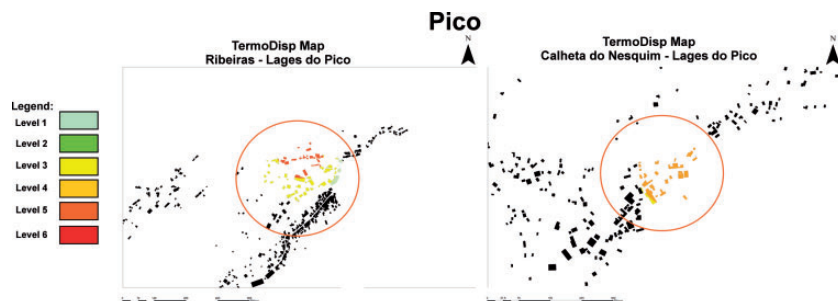 Pico
TermoDisp Map
Ribeiras - Lages do Pico
N
TermoDisp Map
Calheta do Nesquim - Lages do Pico
N
Legend:
Level 1
Level 2
Level 3
Level 4
Level 5
Level 6